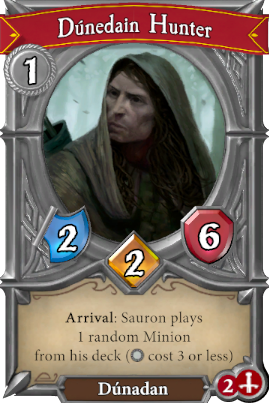 Dúnedain Hunter
1
2
2
6
Arrival: Sauron plays
1 random Minion
from his deck ( cost 3 or less)
Dúnadan
2